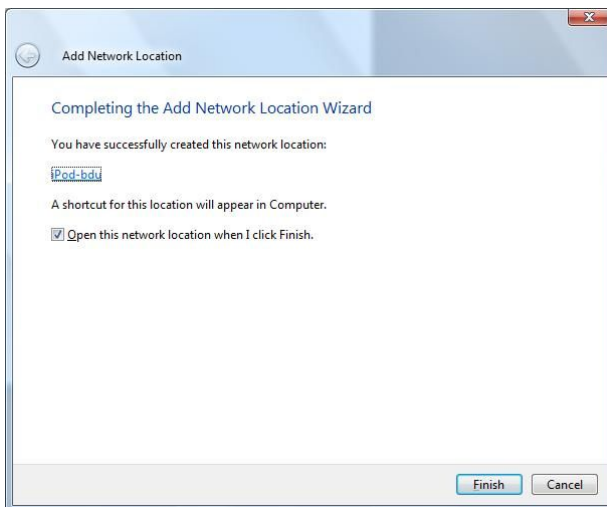 Add Network Location
Completing the Add Network Location Wizard
You have successfully created this network location:
iPod-bdu
A shortcut for this location will appear in Computer.
Open this network location when I click Finish.
Finish Cancel